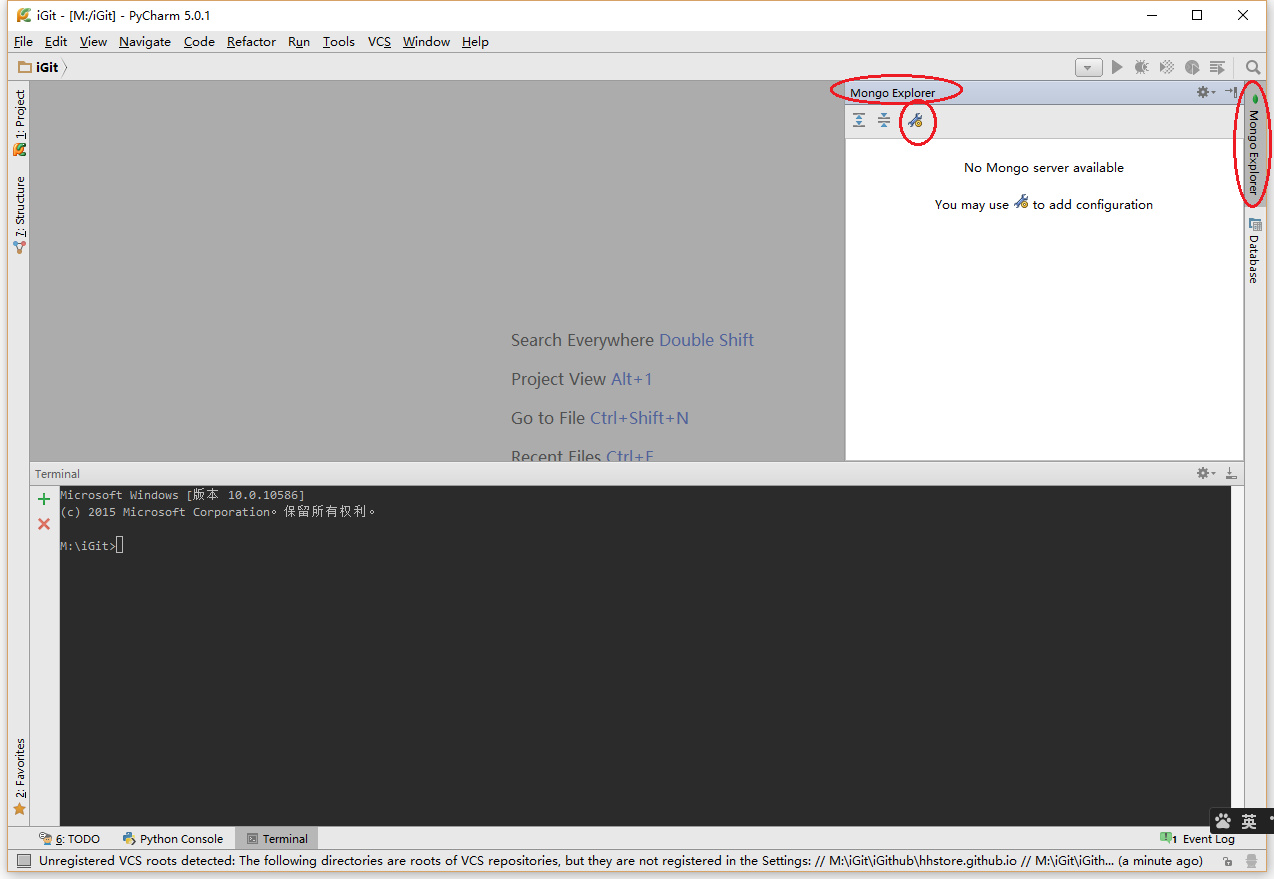 iGit - [M:/iGit] - PyCharm 5.0.1
File Edit View Navigate Code Refactor Run Tools VCS Window Help
iGit
1: Project
7: Structure
2: Favorites
Mongo Explorer
No Mongo server available
You may use to add configuration
Mongo Explorer
Database
Search Everywhere Double Shift
Project View Alt+1
Go to File Ctrl+Shift+N
Recent Files Ctrl+E
Terminal
Microsoft Windows [版本 10.0.10586]
(c) 2015 Microsoft Corporation。保留所有权利。
M:\iGit>
英
6: TODO Python Console Terminal 1 Event Log
Unregistered VCS roots detected: The following directories are roots of VCS repositories, but they are not registered in the Settings: // M:\iGit\iGithub\hhstore.github.io // M:\iGit\iGith... (a minute ago)